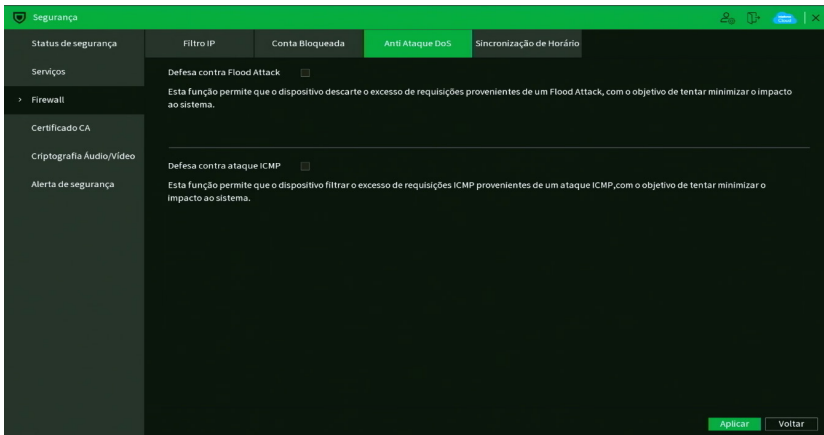 Segurança
Status de segurança
Serviços
Firewall
Certificado CA
Criptografia Áudio/Vídeo
Alerta de segurança
Filtro IP
Conta Bloqueada
Anti Ataque DoS
Sincronização de Horário
Defesa contra Flood Attack
Esta função permite que o dispositivo descarte o excesso de requisições provenientes de um Flood Attack, com o objetivo de tentar minimizar o impacto
ao sistema.
Defesa contra ataque ICMP
Esta função permite que o dispositivo filtrar o excesso de requisições ICMP provenientes de um ataque ICMP,com o objetivo de tentar minimizar o
impacto ao sistema.
Aplicar
Voltar